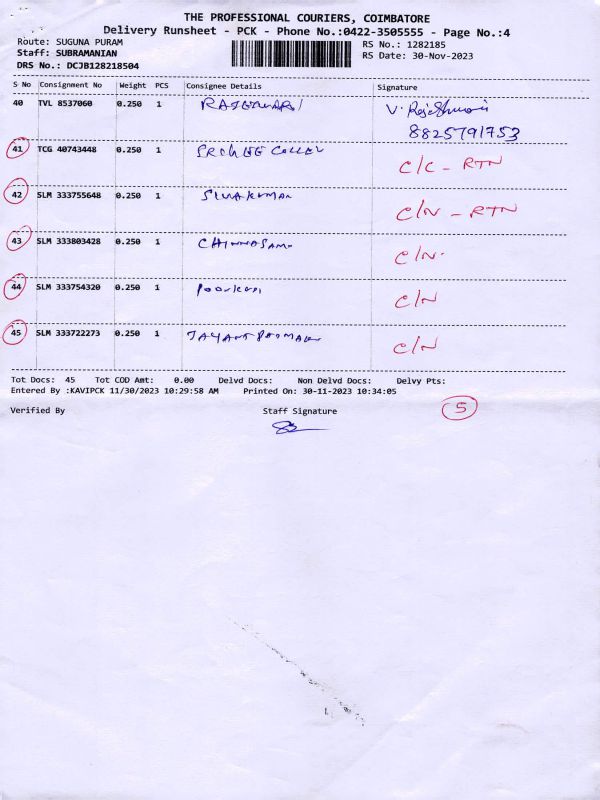 THE PROFESSIONAL COURIERS, COIMBATORE
Delivery Runsheet - PCK - Phone No.:0422-3505555 - Page No.:4
Route: SUGUNA PURAM
RS No.: 1282185
Staff: SUBRAMANIAN
RS Date: 30-Nov-2023
DRS No.: DCJB128218504
S No Consignment No Weight PCS Consignee Details Signature
40 TVL 8537060 0.250 1 RAJESWARI V. Rajeshwari
8825791753
41 TCG 40743448 0.250 1 C/C - RTN
42 SLM 333755648 0.250 1 SIVAKUMAR C/N - RTN
43 SLM 333803428 0.250 1 CHINNASAMI C/N.
44 SLM 333754320 0.250 1 C/N
45 SLM 333722273 0.250 1 C/N
Tot Docs: 45 Tot COD Amt: 0.00 Delvd Docs: Non Delvd Docs: Delvy Pts:
Entered By :KAVIPCK 11/30/2023 10:29:58 AM Printed On: 30-11-2023 10:34:05
Verified By Staff Signature 5